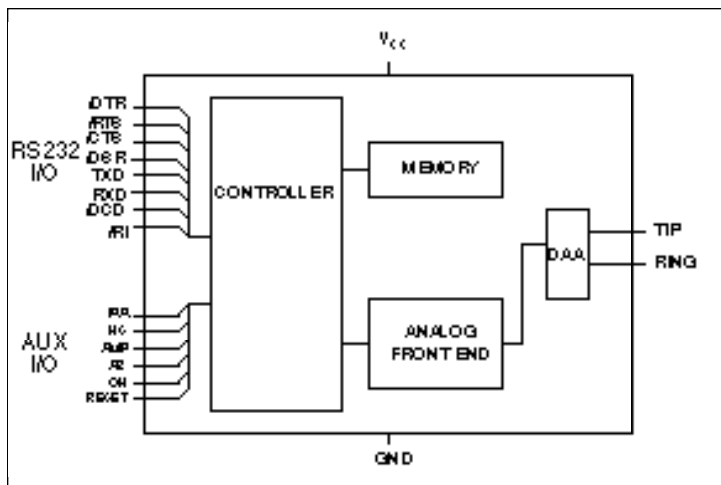 VCC
/DTR
/RTS
/CTS
/DSR
TXD
RXD
/DCD
/RI
RS232
I/O
CONTROLLER
MEMORY
DAA
TIP
RING
ANALOG
FRONT END
AUX
I/O
RESET
GND